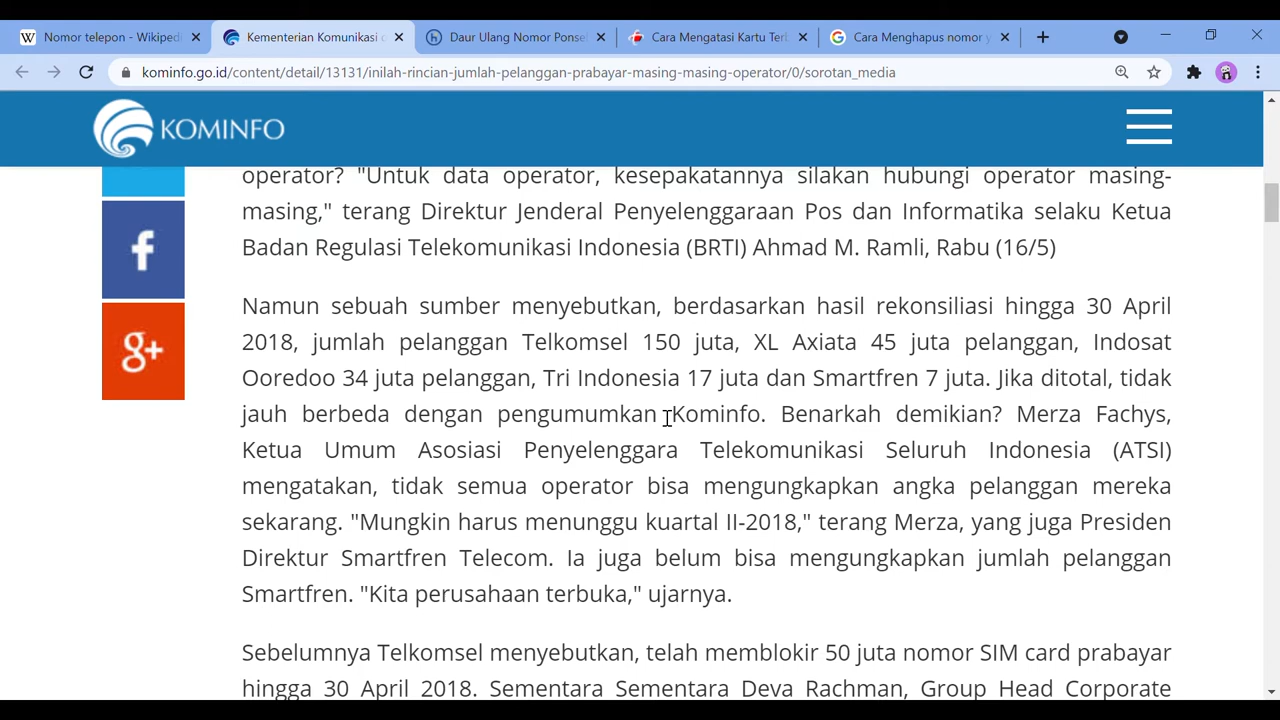 Nomor telepon - Wikipedi
Kementerian Komunikasi d
Daur Ulang Nomor Ponse
Cara Mengatasi Kartu Terb
Cara Menghapus nomor y
kominfo.go.id/content/detail/13131/inilah-rincian-jumlah-pelanggan-prabayar-masing-masing-operator/0/sorotan_media
KOMINFO
operator? "Untuk data operator, kesepakatannya silakan hubungi operator masing-
masing," terang Direktur Jenderal Penyelenggaraan Pos dan Informatika selaku Ketua
Badan Regulasi Telekomunikasi Indonesia (BRTI) Ahmad M. Ramli, Rabu (16/5)
Namun sebuah sumber menyebutkan, berdasarkan hasil rekonsiliasi hingga 30 April
2018, jumlah pelanggan Telkomsel 150 juta, XL Axiata 45 juta pelanggan, Indosat
Ooredoo 34 juta pelanggan, Tri Indonesia 17 juta dan Smartfren 7 juta. Jika ditotal, tidak
jauh berbeda dengan pengumumkan Kominfo. Benarkah demikian? Merza Fachys,
Ketua Umum Asosiasi Penyelenggara Telekomunikasi Seluruh Indonesia (ATSI)
mengatakan, tidak semua operator bisa mengungkapkan angka pelanggan mereka
sekarang. "Mungkin harus menunggu kuartal II-2018," terang Merza, yang juga Presiden
Direktur Smartfren Telecom. Ia juga belum bisa mengungkapkan jumlah pelanggan
Smartfren. "Kita perusahaan terbuka," ujarnya.
Sebelumnya Telkomsel menyebutkan, telah memblokir 50 juta nomor SIM card prabayar
hingga 30 April 2018. Sementara Sementara Deva Rachman, Group Head Corporate
f
g+